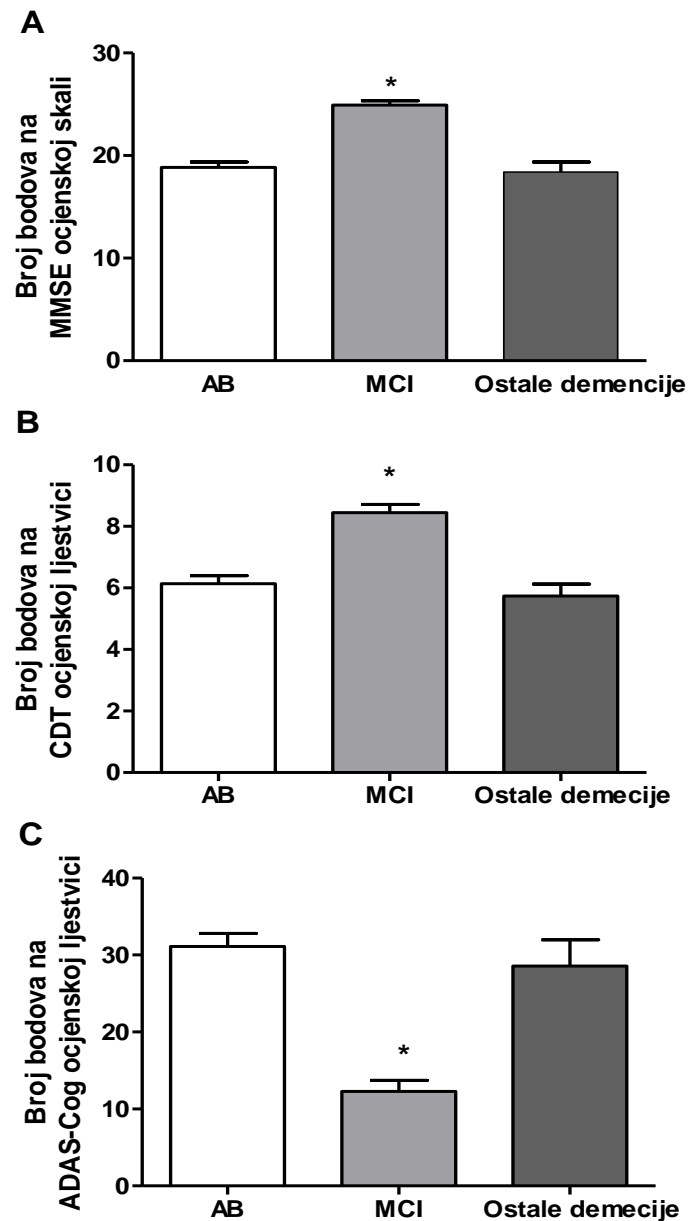 A
Broj bodova na
MMSE ocjenskoj skali
30
20
10
0
*
AB MCI Ostale demencije
B
Broj bodova na
CDT ocjenskoj ljestvici
10
8
6
4
2
0
*
AB MCI Ostale demecije
C
Broj bodova na
ADAS-Cog ocjenskoj ljestvici
40
30
20
10
0
*
AB MCI Ostale demecije